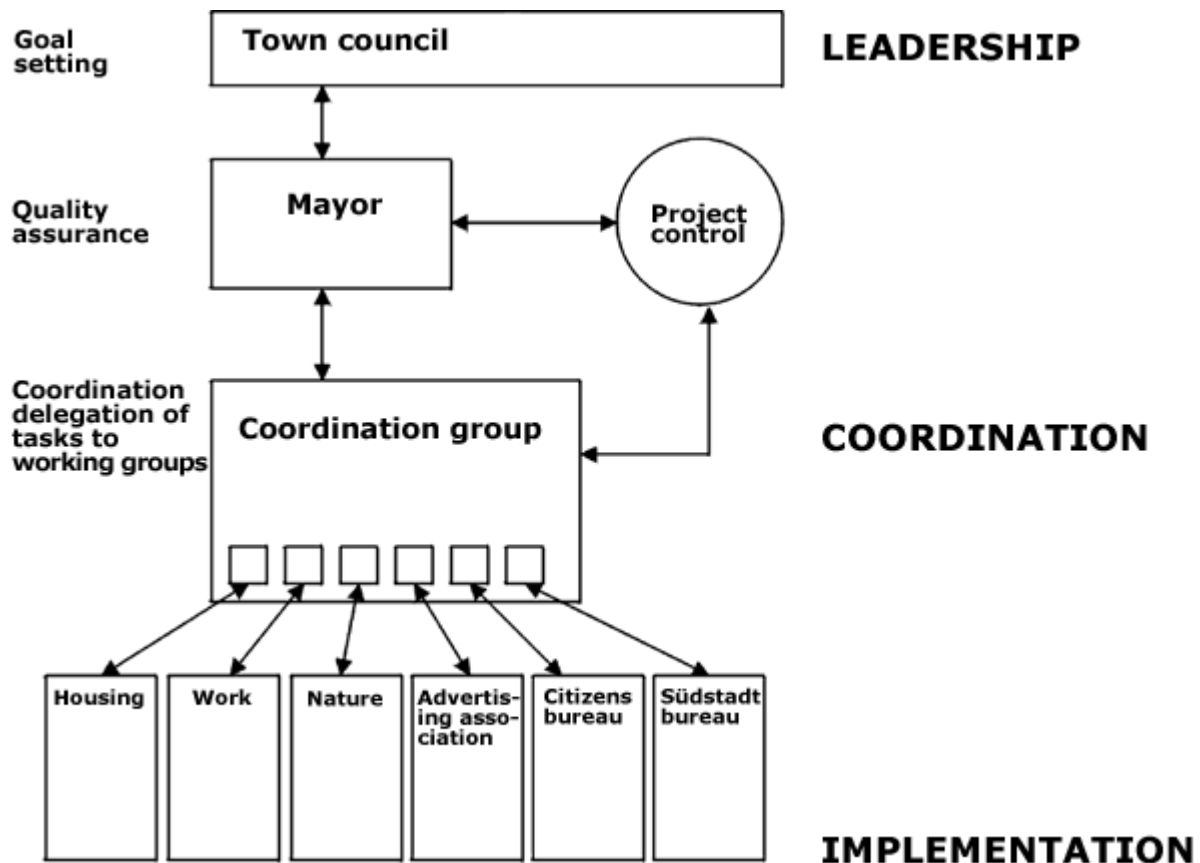 Goal
setting
Town council
LEADERSHIP
Quality
assurance
Mayor
Project
control
Coordination
delegation of
tasks to
working groups
Coordination group
COORDINATION
Housing
Work
Nature
Advertis-
ing asso-
ciation
Citizens
bureau
Südstadt
bureau
IMPLEMENTATION